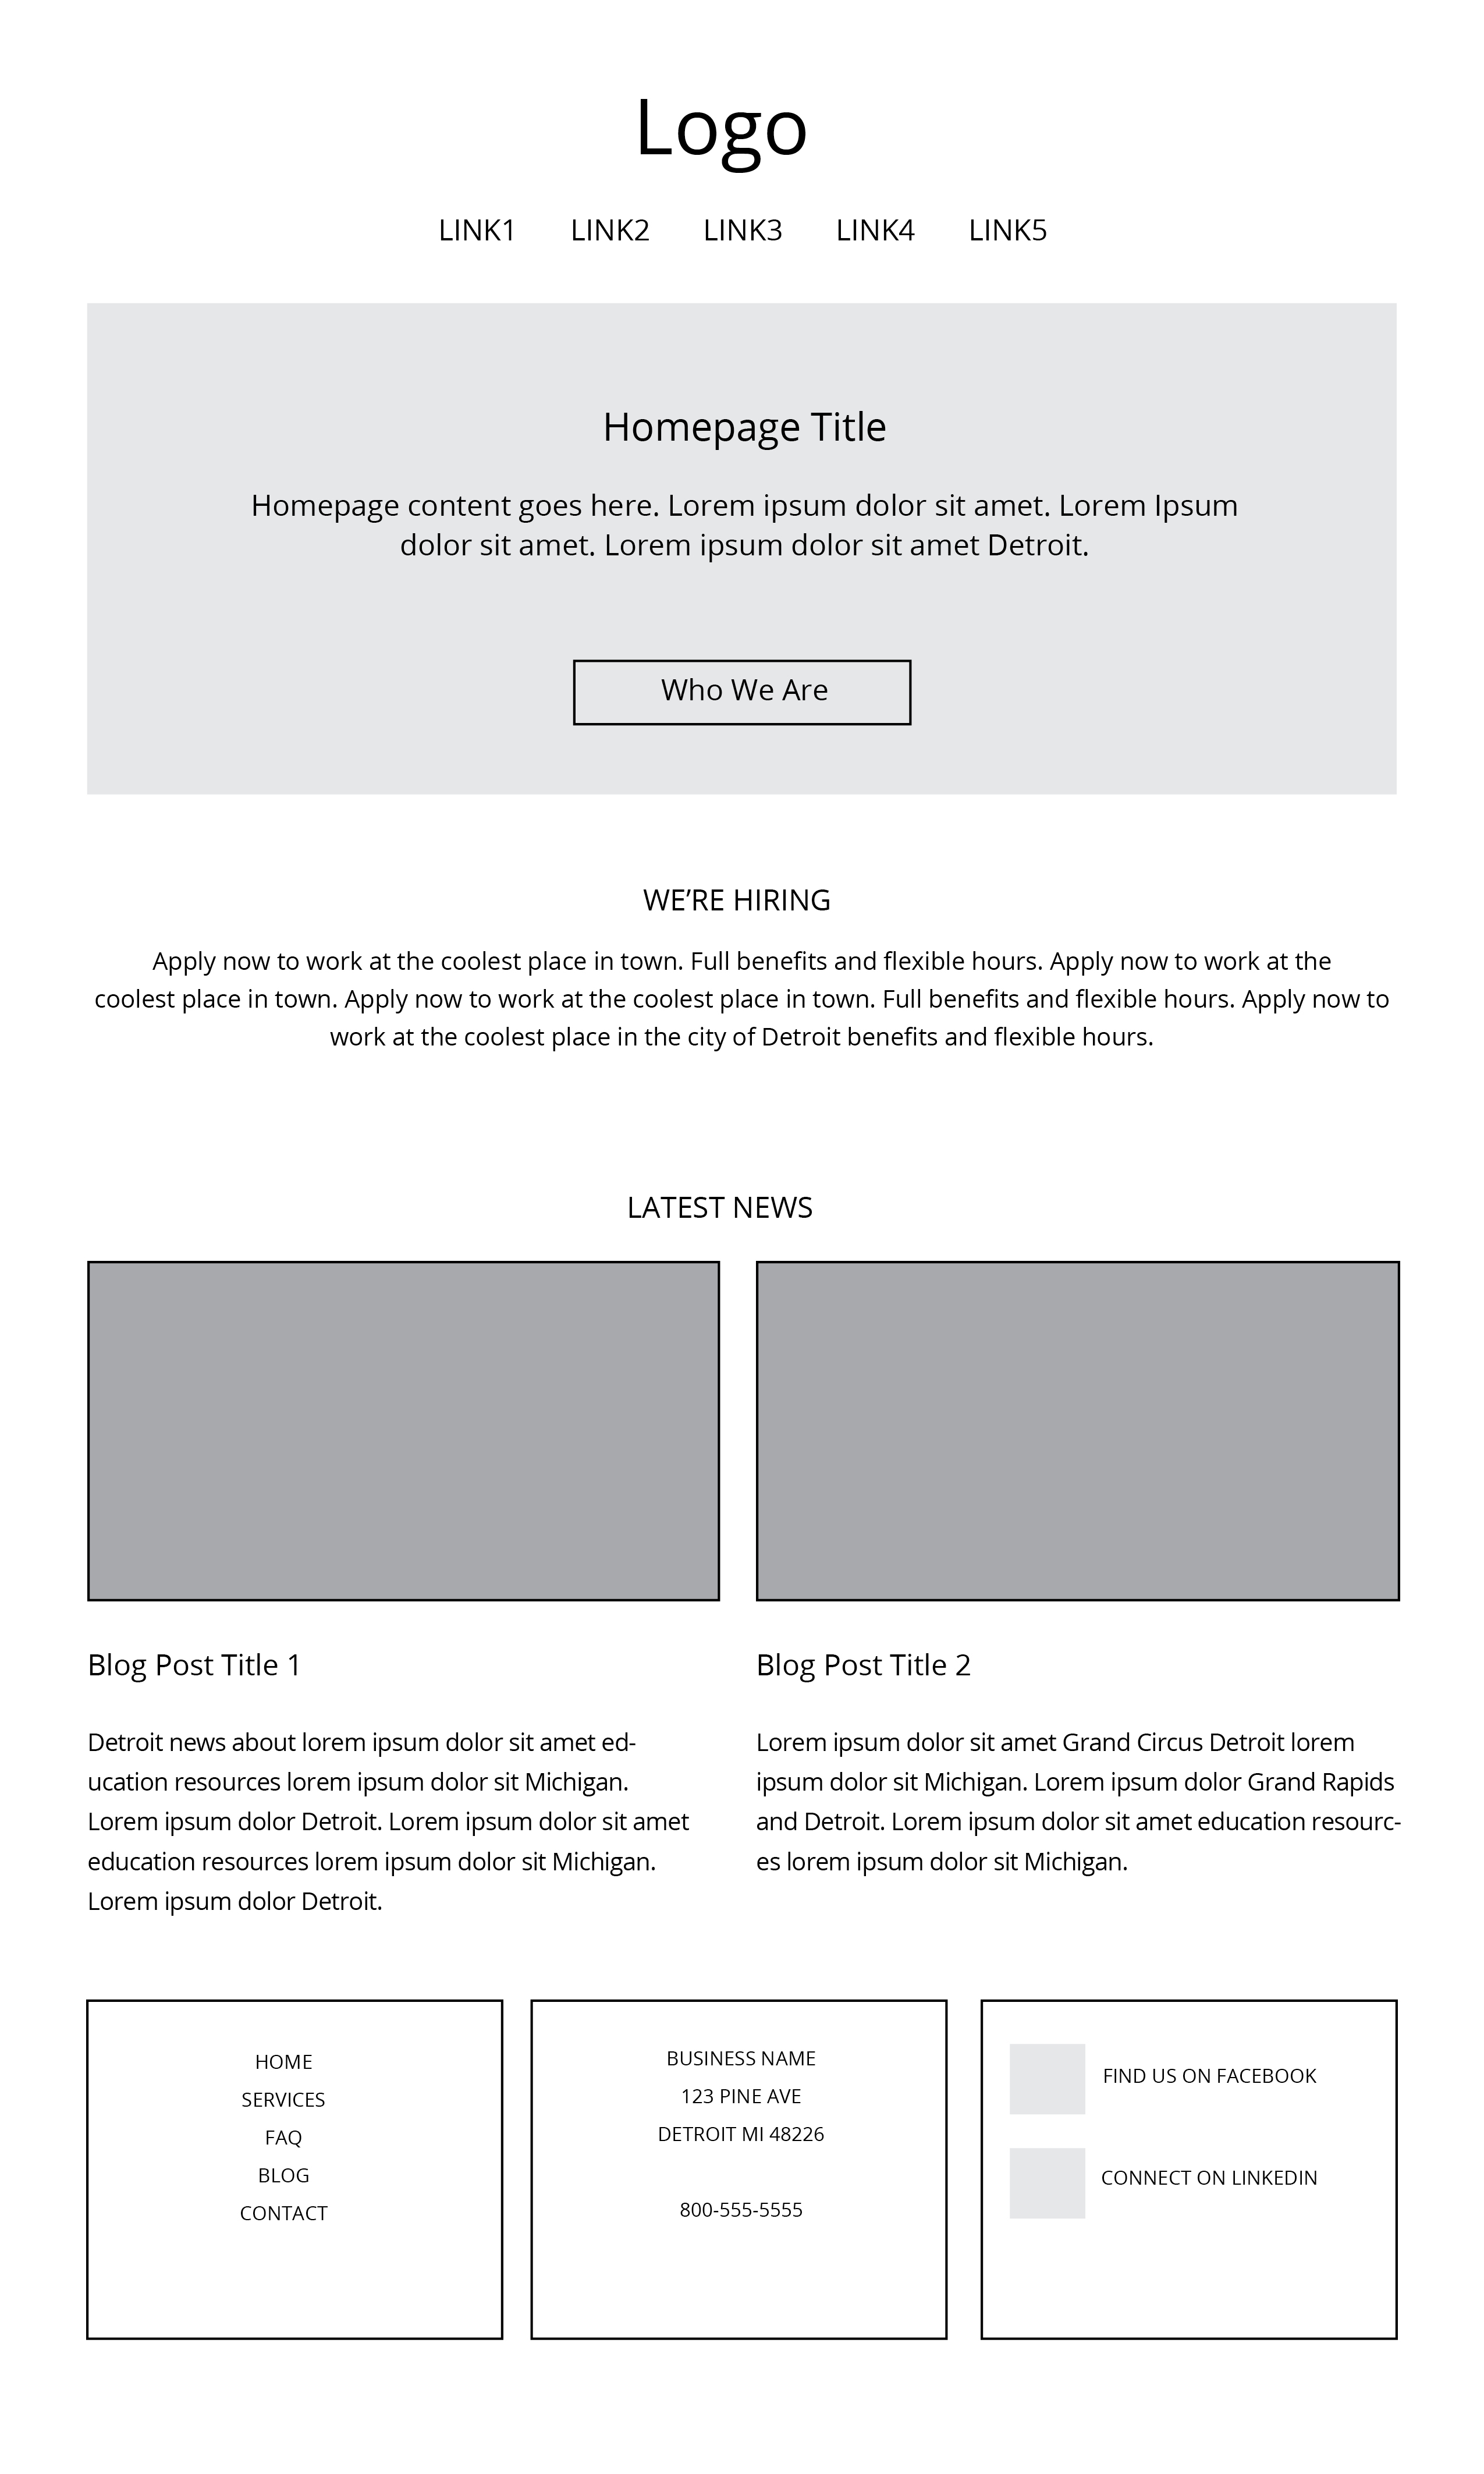 Logo
LINK1 LINK2 LINK3 LINK4 LINK5
Homepage Title
Homepage content goes here. Lorem ipsum dolor sit amet. Lorem Ipsum
dolor sit amet. Lorem ipsum dolor sit amet Detroit.
Who We Are
WE’RE HIRING
Apply now to work at the coolest place in town. Full benefits and flexible hours. Apply now to work at the
coolest place in town. Apply now to work at the coolest place in town. Full benefits and flexible hours. Apply now to
work at the coolest place in the city of Detroit benefits and flexible hours.
LATEST NEWS
Blog Post Title 1
Detroit news about lorem ipsum dolor sit amet ed-
ucation resources lorem ipsum dolor sit Michigan.
Lorem ipsum dolor Detroit. Lorem ipsum dolor sit amet
education resources lorem ipsum dolor sit Michigan.
Lorem ipsum dolor Detroit.
Blog Post Title 2
Lorem ipsum dolor sit amet Grand Circus Detroit lorem
ipsum dolor sit Michigan. Lorem ipsum dolor Grand Rapids
and Detroit. Lorem ipsum dolor sit amet education resourc-
es lorem ipsum dolor sit Michigan.
HOME
SERVICES
FAQ
BLOG
CONTACT
BUSINESS NAME
123 PINE AVE
DETROIT MI 48226
800-555-5555
FIND US ON FACEBOOK
CONNECT ON LINKEDIN